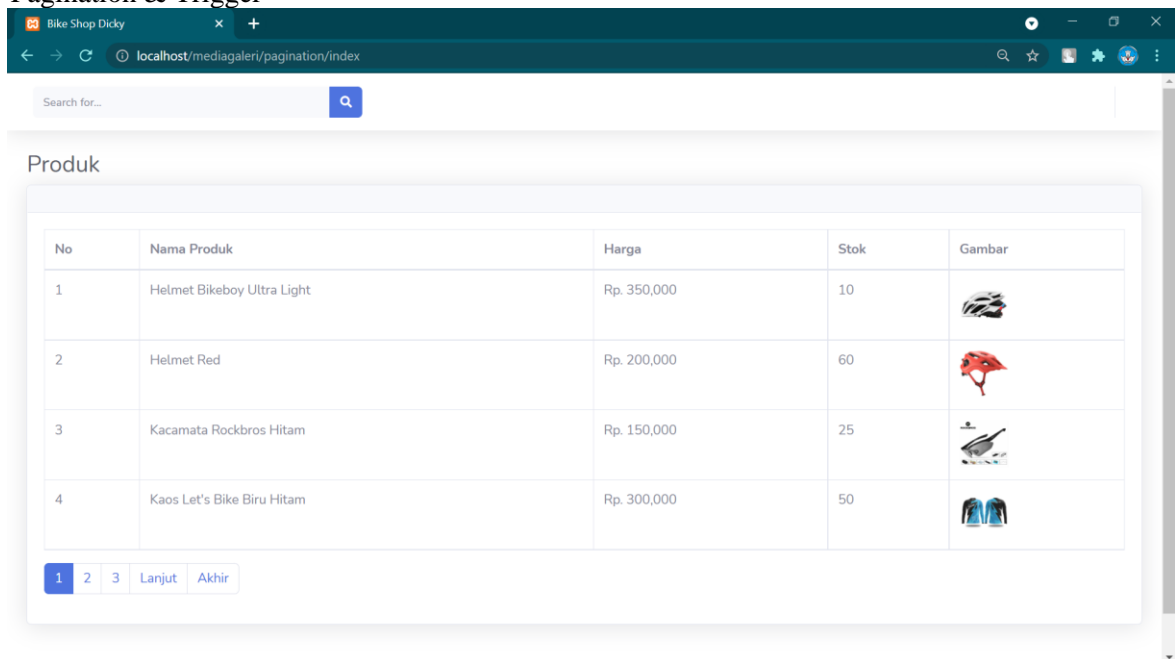 Pagination & Trigger
Bike Shop Dicky
localhost/mediagaleri/pagination/index
Search for...
Produk
No Nama Produk Harga Stok Gambar
1 Helmet Bikeboy Ultra Light Rp. 350,000 10
2 Helmet Red Rp. 200,000 60
3 Kacamata Rockbros Hitam Rp. 150,000 25
4 Kaos Let's Bike Biru Hitam Rp. 300,000 50
1 2 3 Lanjut Akhir